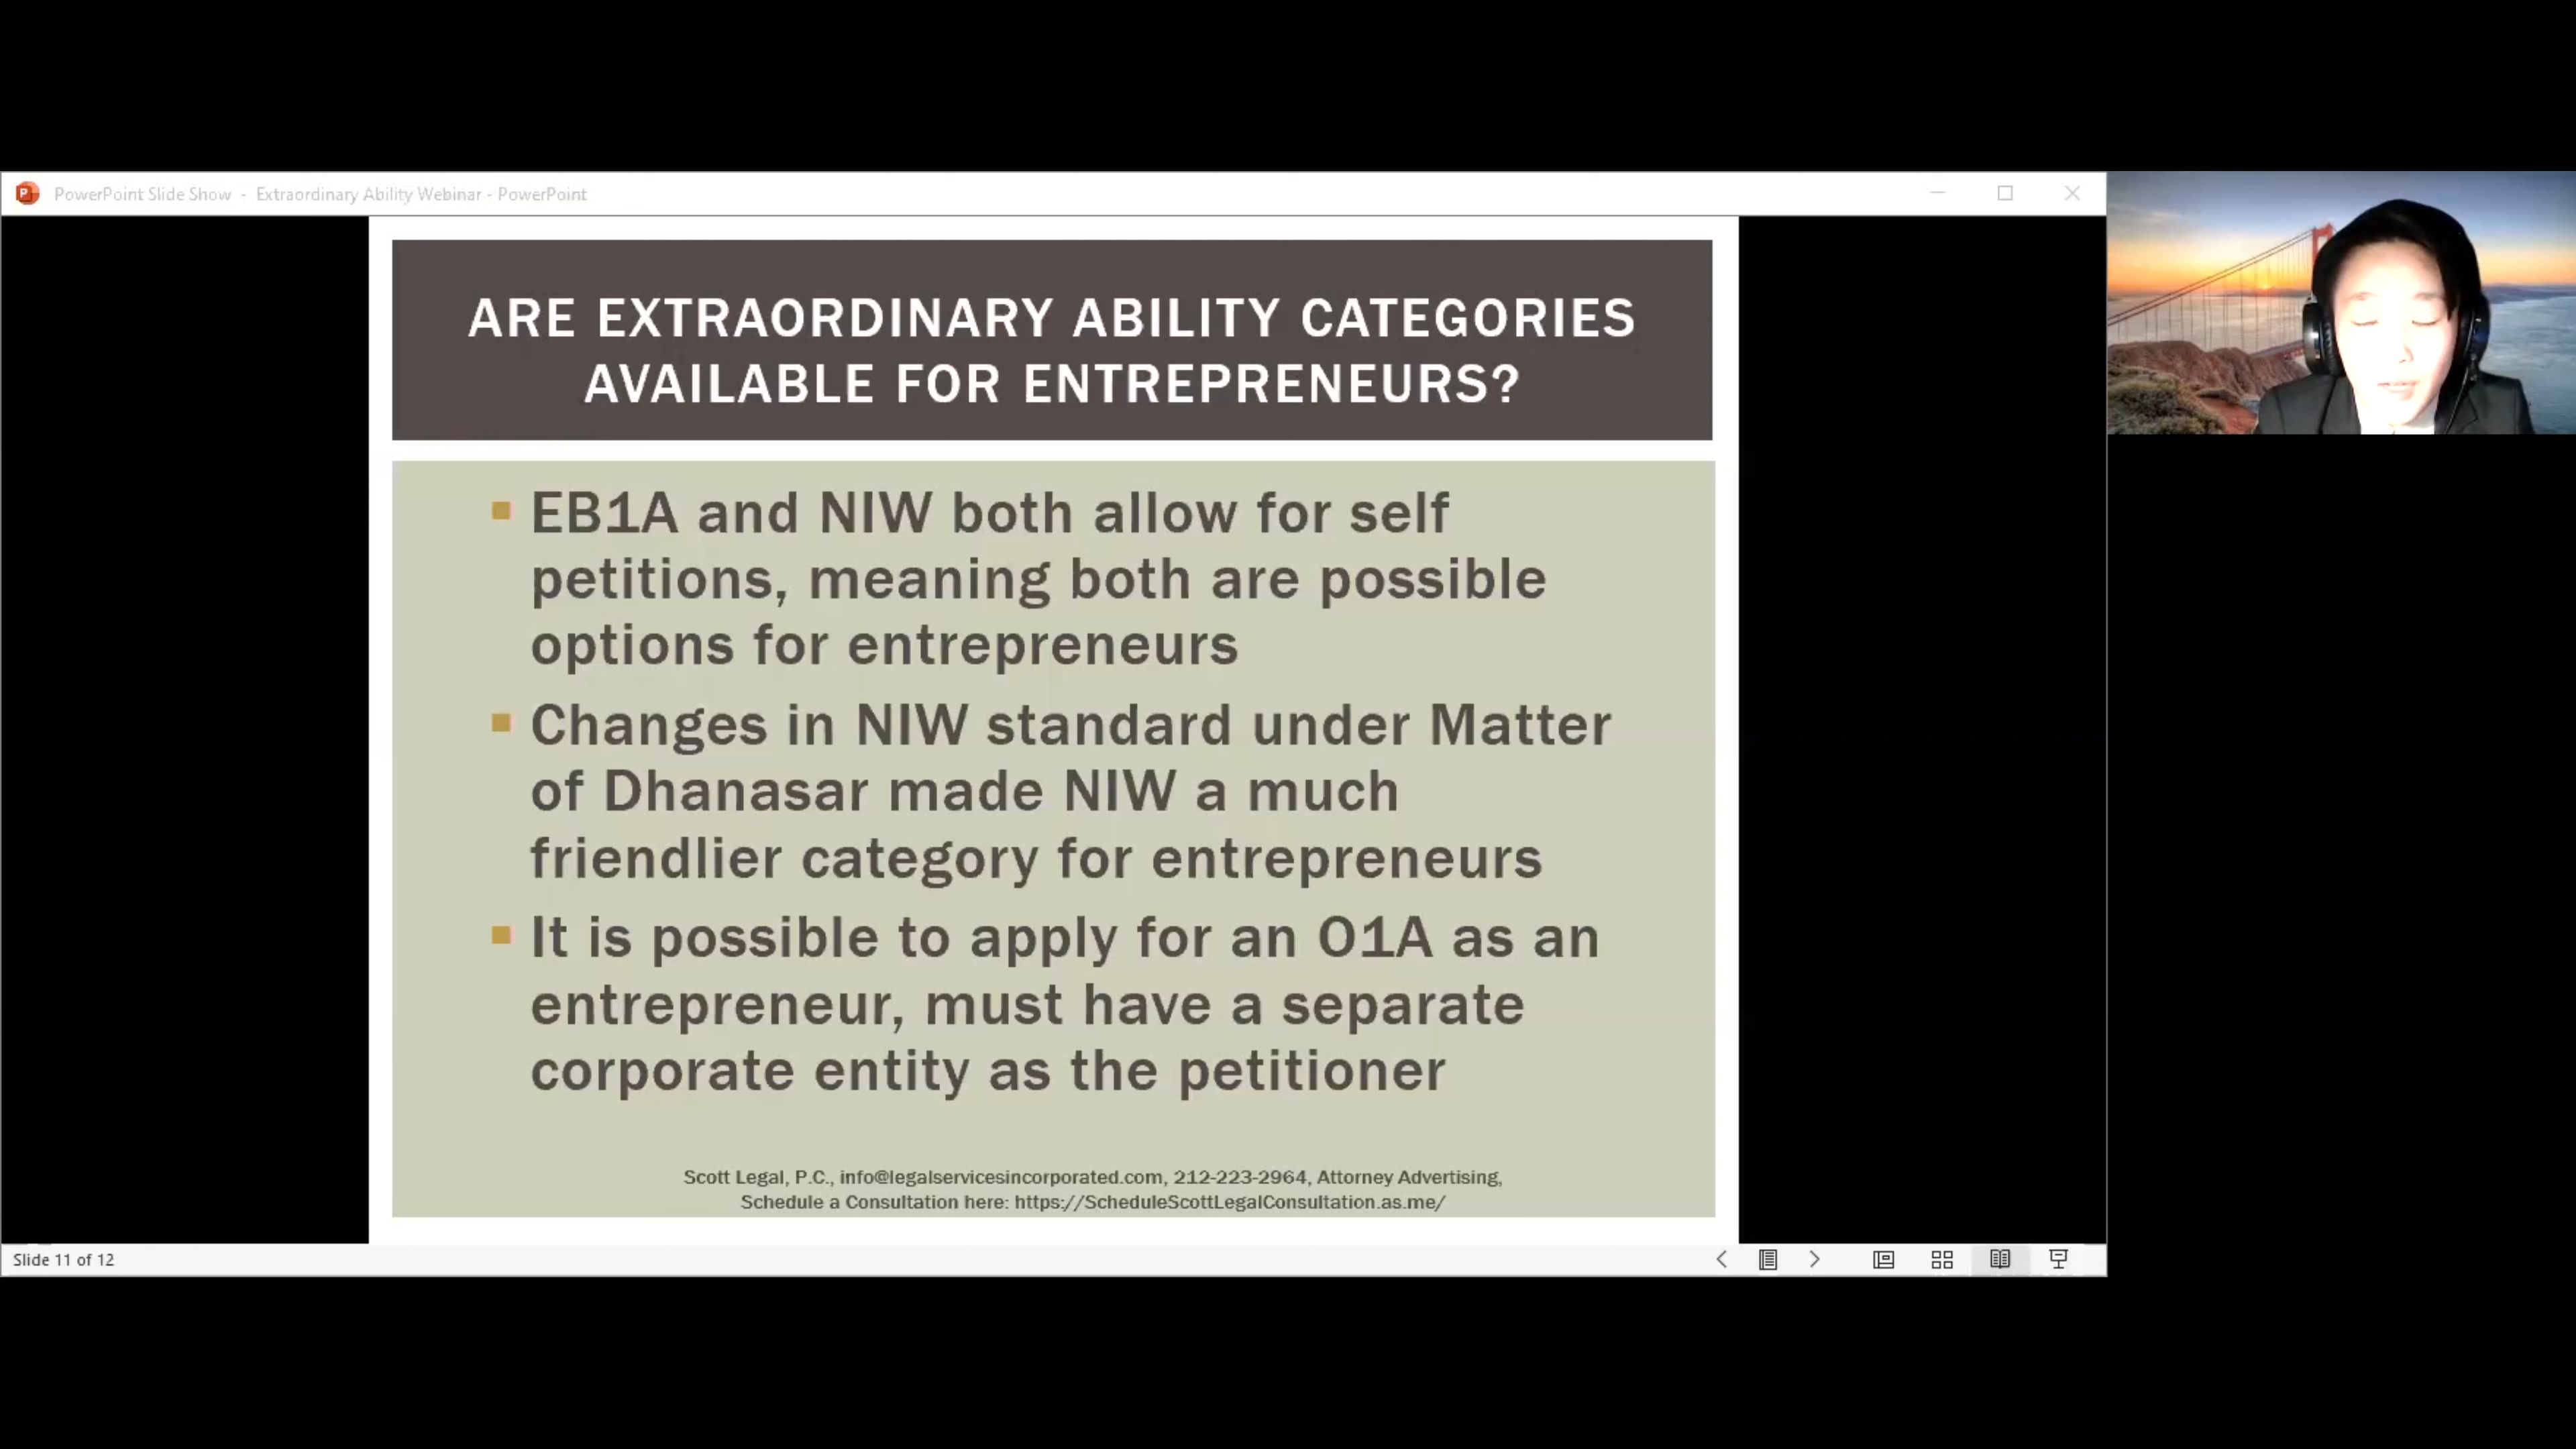 PowerPoint Slide Show - Extraordinary Ability Webinar - PowerPoint
ARE EXTRAORDINARY ABILITY CATEGORIES
AVAILABLE FOR ENTREPRENEURS?
EB1A and NIW both allow for self
petitions, meaning both are possible
options for entrepreneurs
Changes in NIW standard under Matter
of Dhanasar made NIW a much
friendlier category for entrepreneurs
It is possible to apply for an O1A as an
entrepreneur, must have a separate
corporate entity as the petitioner
Scott Legal, P.C., info@legalservicesincorporated.com, 212-223-2964, Attorney Advertising,
Schedule a Consultation here: https://ScheduleScottLegalConsultation.as.me/
Slide 11 of 12